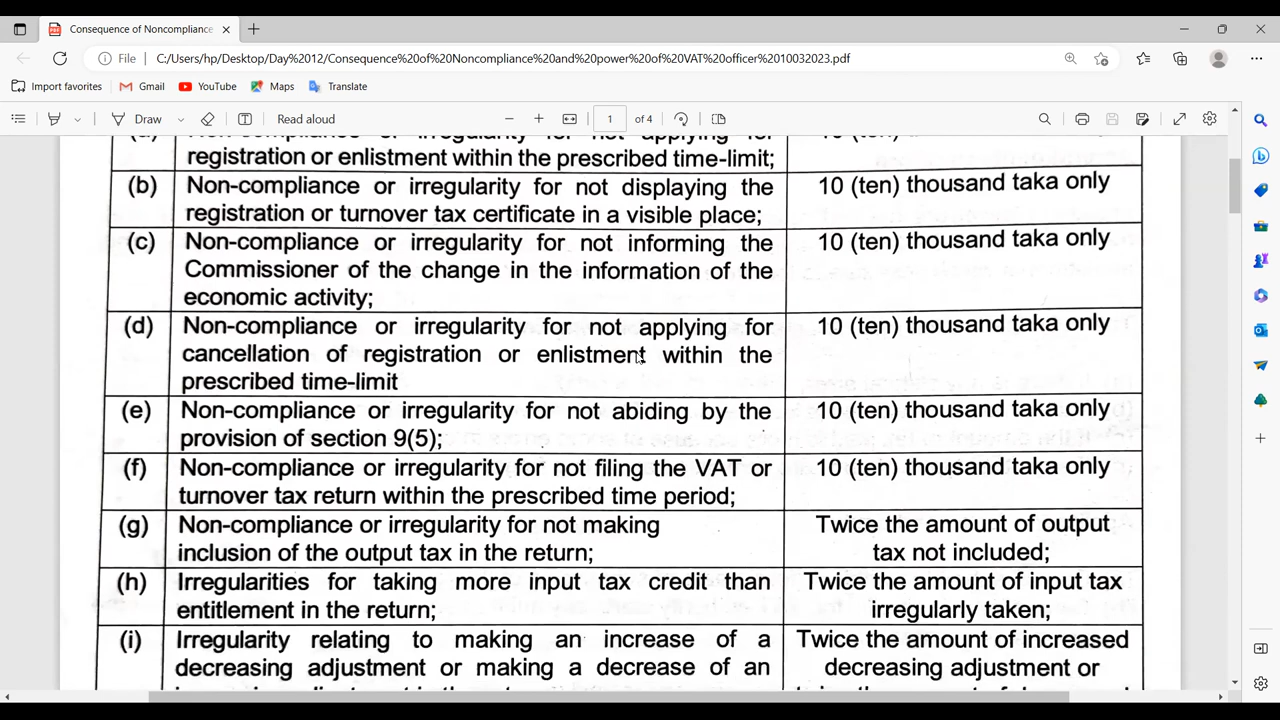 Consequence of Noncompliance
File
C:/Users/hp/Desktop/Day%2012/Consequence%20of%20Noncompliance%20and%20power%20of%20VAT%20officer%2010032023.pdf
Import favorites
Gmail
YouTube
Maps
Translate
Draw
Read aloud
1 of 4
Non-compliance or irregularity for not applying for
registration or enlistment within the prescribed time-limit;
(b) Non-compliance or irregularity for not displaying the 10 (ten) thousand taka only
registration or turnover tax certificate in a visible place;
(c) Non-compliance or irregularity for not informing the 10 (ten) thousand taka only
Commissioner of the change in the information of the
economic activity;
(d) Non-compliance or irregularity for not applying for 10 (ten) thousand taka only
cancellation of registration or enlistment within the
prescribed time-limit
(e) Non-compliance or irregularity for not abiding by the 10 (ten) thousand taka only
provision of section 9(5);
(f) Non-compliance or irregularity for not filing the VAT or 10 (ten) thousand taka only
turnover tax return within the prescribed time period;
(g) Non-compliance or irregularity for not making Twice the amount of output
inclusion of the output tax in the return; tax not included;
(h) Irregularities for taking more input tax credit than Twice the amount of input tax
entitlement in the return; irregularly taken;
(i) Irregularity relating to making an increase of a Twice the amount of increased
decreasing adjustment or making a decrease of an decreasing adjustment or